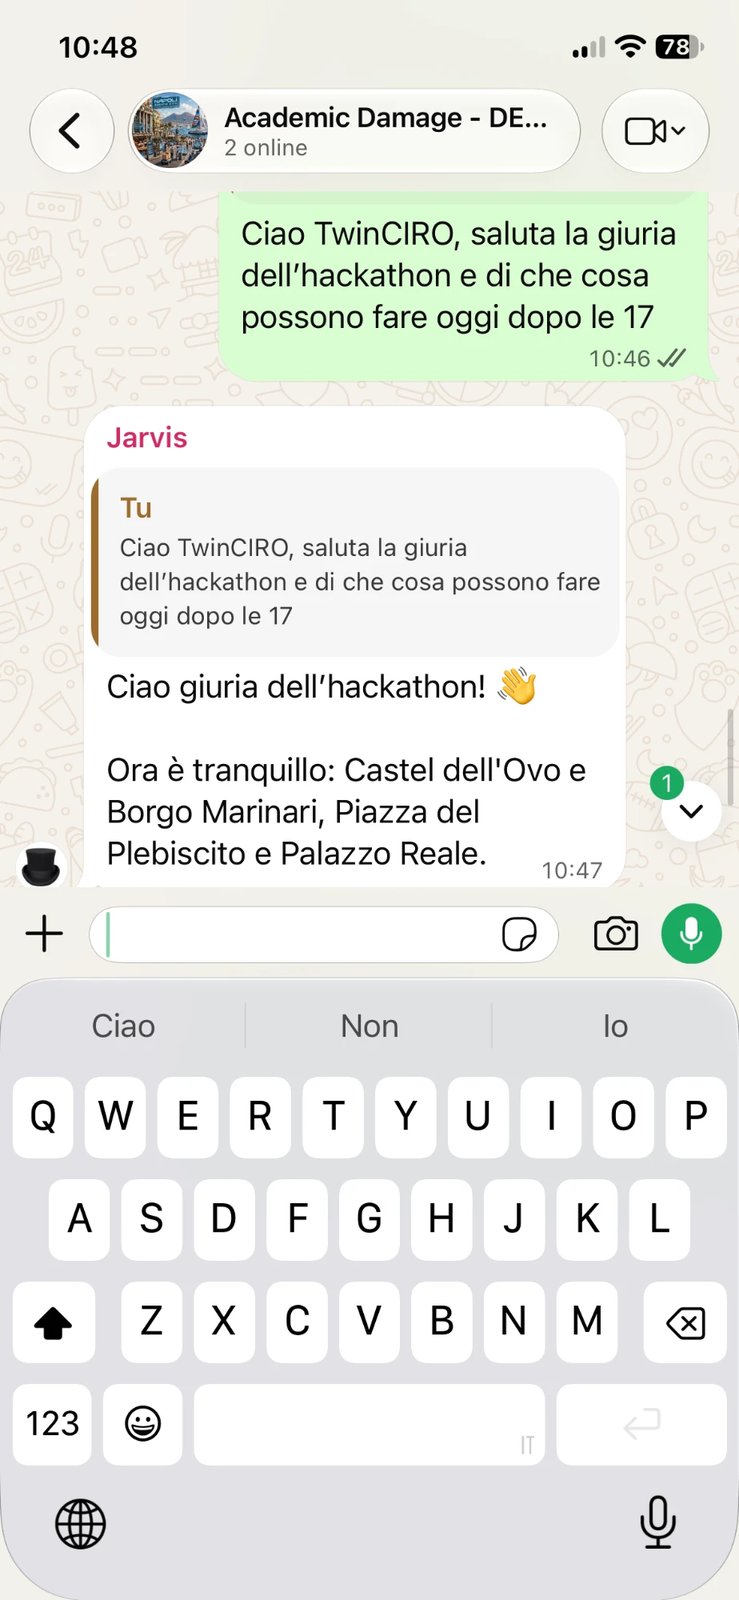 10:48
78
Academic Damage - DE...
2 online
Ciao TwinCIRO, saluta la giuria
dell'hackathon e di che cosa
possono fare oggi dopo le 17
10:46
Jarvis
Tu
Ciao TwinCIRO, saluta la giuria
dell'hackathon e di che cosa possono fare
oggi dopo le 17
Ciao giuria dell'hackathon! 👋
Ora è tranquillo: Castel dell'Ovo e
Borgo Marinari, Piazza del
Plebiscito e Palazzo Reale.
10:47
1
Ciao Non Io
Q W E R T Y U I O P
A S D F G H J K L
Z X C V B N M
123
IT